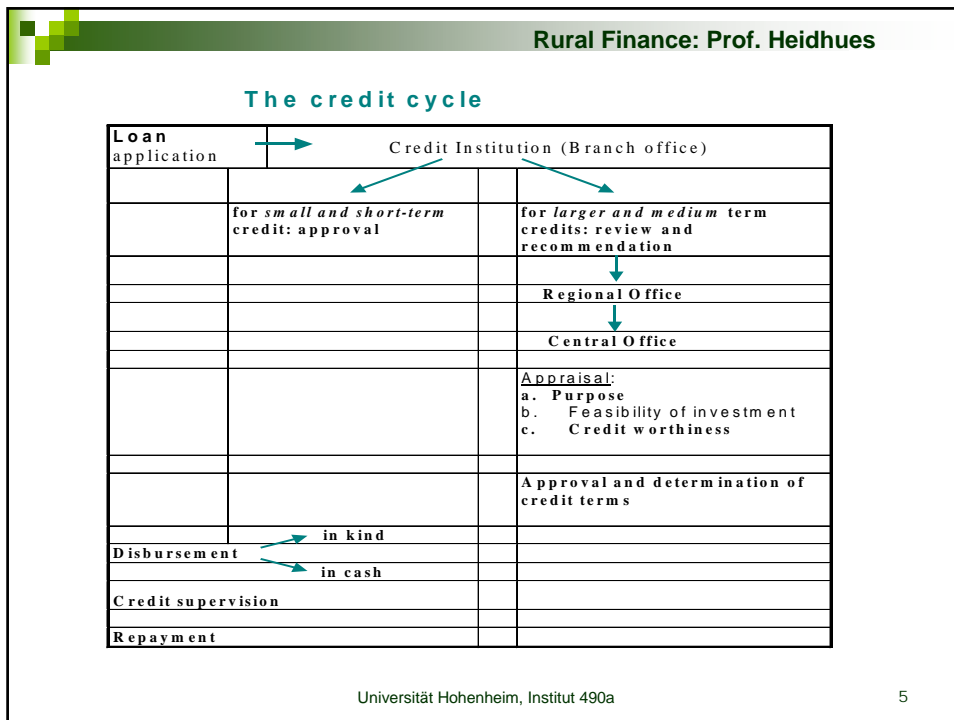 Rural Finance: Prof. Heidhues
The credit cycle
Loan
application
Credit Institution (Branch office)
for small and short-term
credit: approval
for larger and medium term
credits: review and
recommendation
Regional Office
Central Office
Appraisal:
a. Purpose
b. Feasibility of investment
c. Credit worthiness
Approval and determination of
credit terms
in kind
Disbursement
in cash
Credit supervision
Repayment
Universität Hohenheim, Institut 490a
5